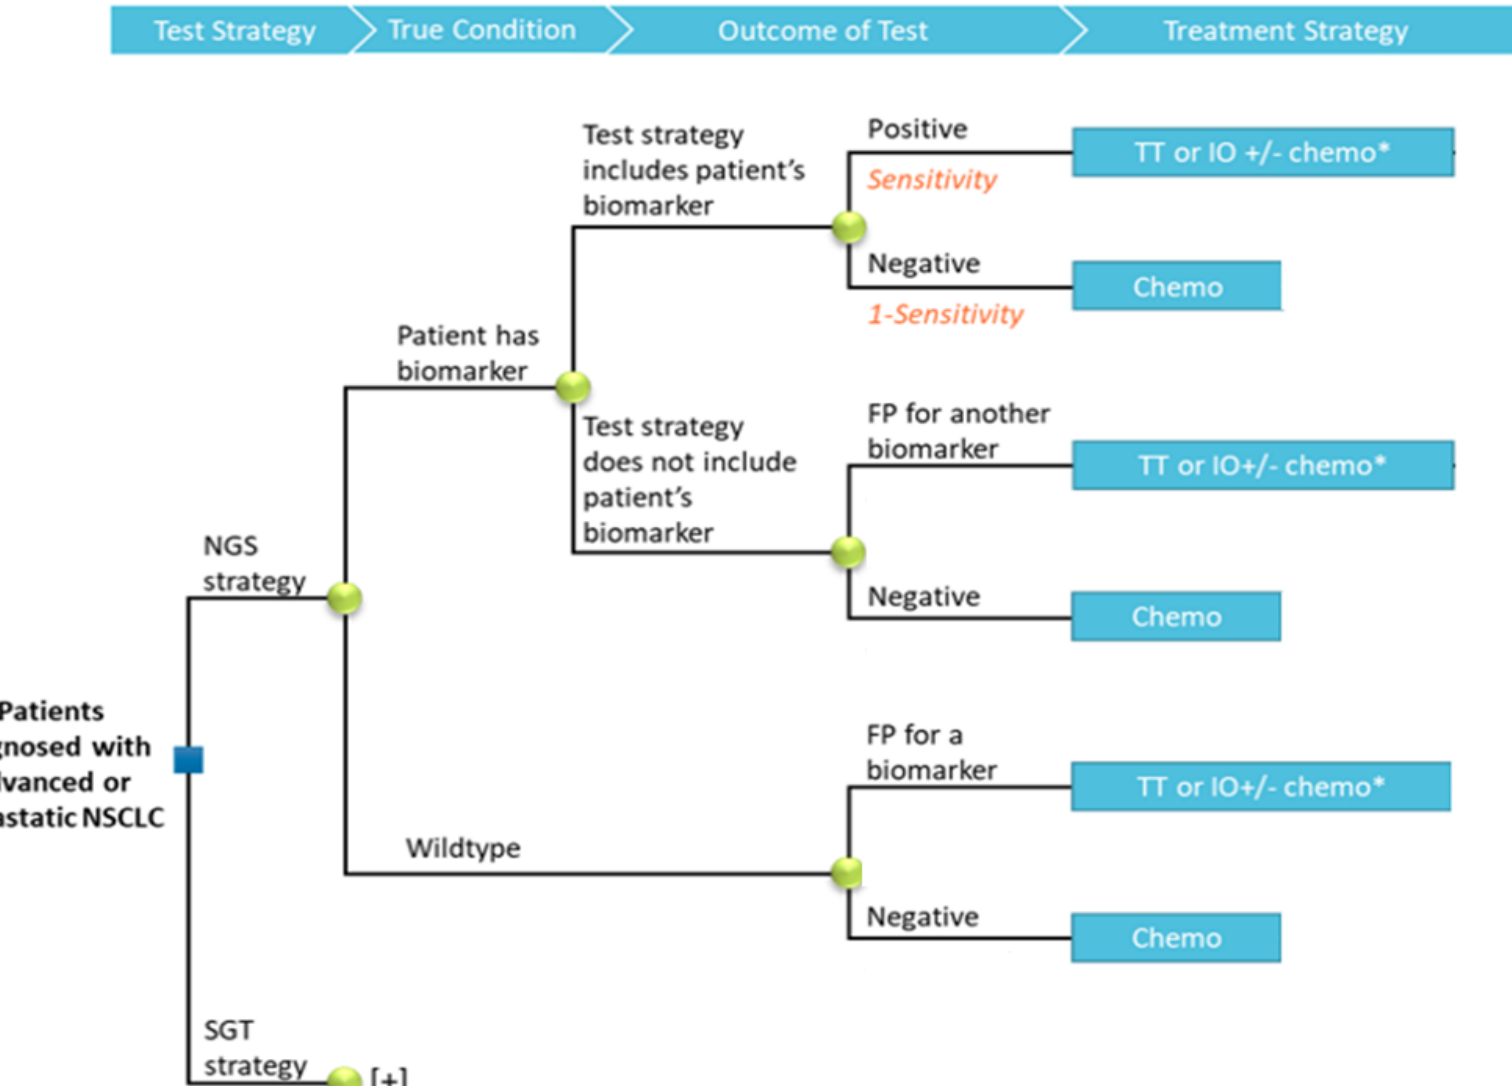 Test Strategy
True Condition
Outcome of Test
Treatment Strategy
Test strategy
includes patient's
biomarker
Positive
Sensitivity
TT or IO +/- chemo*
Negative
1-Sensitivity
Chemo
Patient has
biomarker
Test strategy
does not include
patient's
biomarker
FP for another
biomarker
TT or IO+/- chemo*
Negative
Chemo
NGS
strategy
Patients
gnosed with
vanced or
astatic NSCLC
Wildtype
FP for a
biomarker
TT or IO+/- chemo*
Negative
Chemo
SGT
strategy
[+]